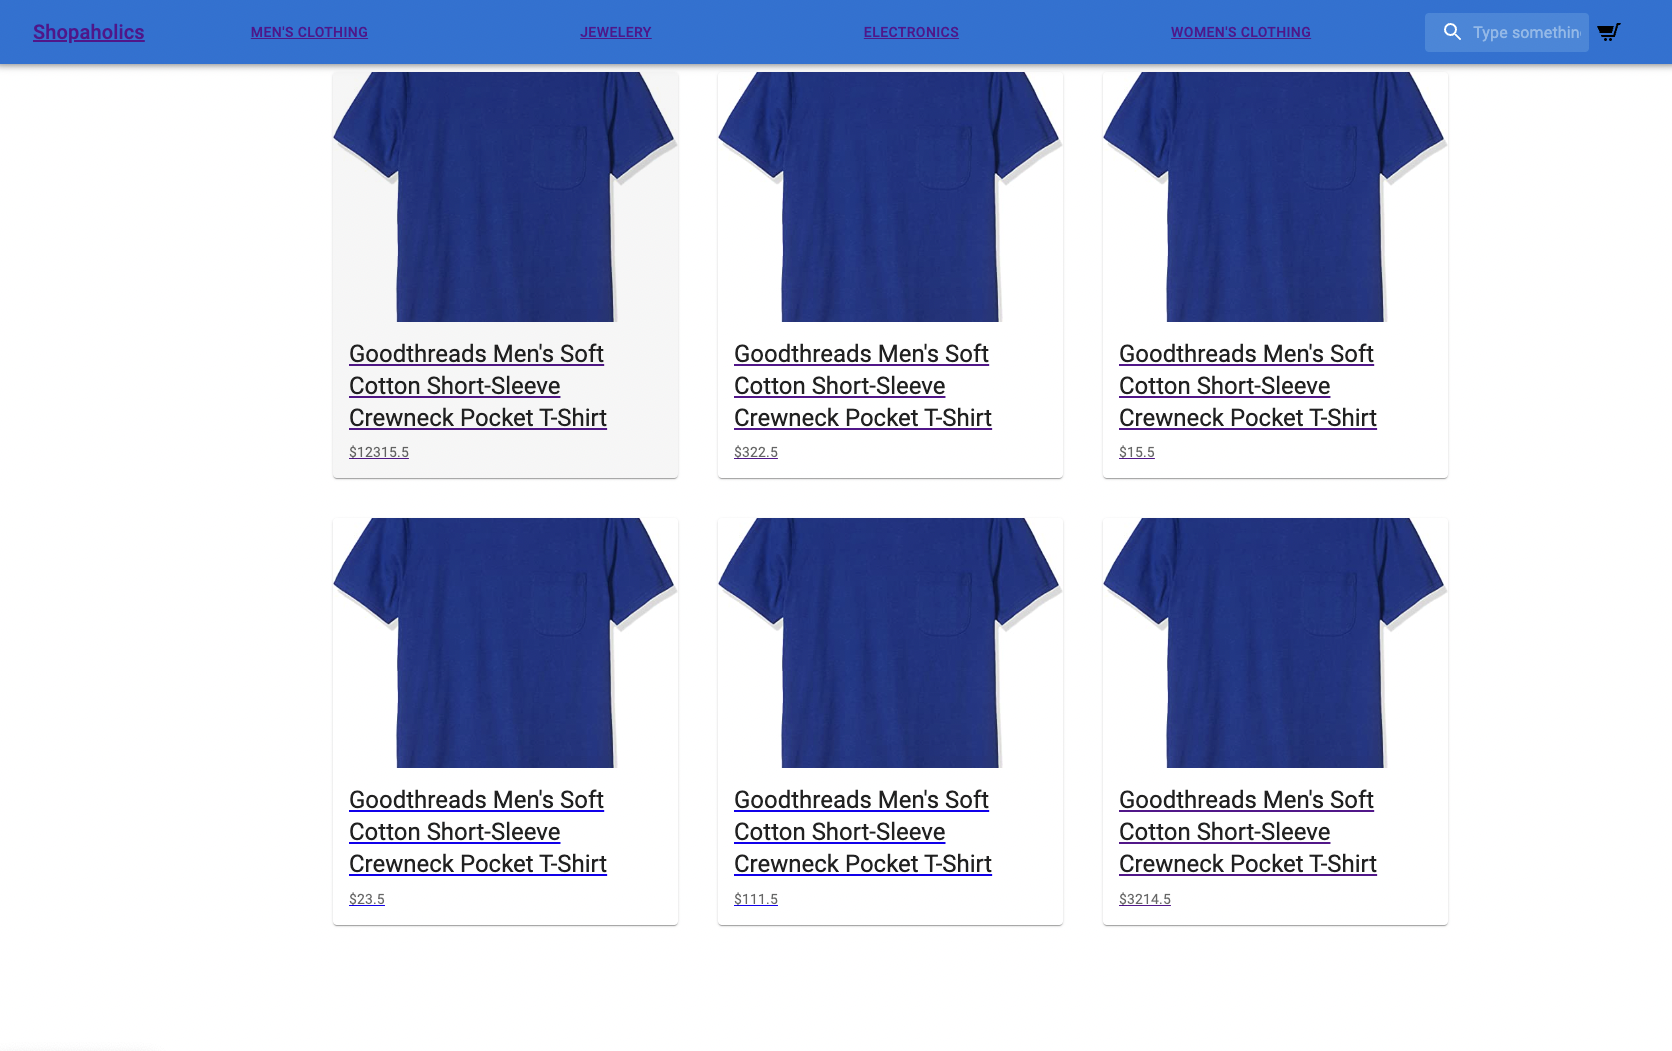 Shopaholics MEN'S CLOTHING JEWELERY ELECTRONICS WOMEN'S CLOTHING Type somethin
Goodthreads Men's Soft
Cotton Short-Sleeve
Crewneck Pocket T-Shirt
$12315.5
Goodthreads Men's Soft
Cotton Short-Sleeve
Crewneck Pocket T-Shirt
$322.5
Goodthreads Men's Soft
Cotton Short-Sleeve
Crewneck Pocket T-Shirt
$15.5
Goodthreads Men's Soft
Cotton Short-Sleeve
Crewneck Pocket T-Shirt
$23.5
Goodthreads Men's Soft
Cotton Short-Sleeve
Crewneck Pocket T-Shirt
$111.5
Goodthreads Men's Soft
Cotton Short-Sleeve
Crewneck Pocket T-Shirt
$3214.5